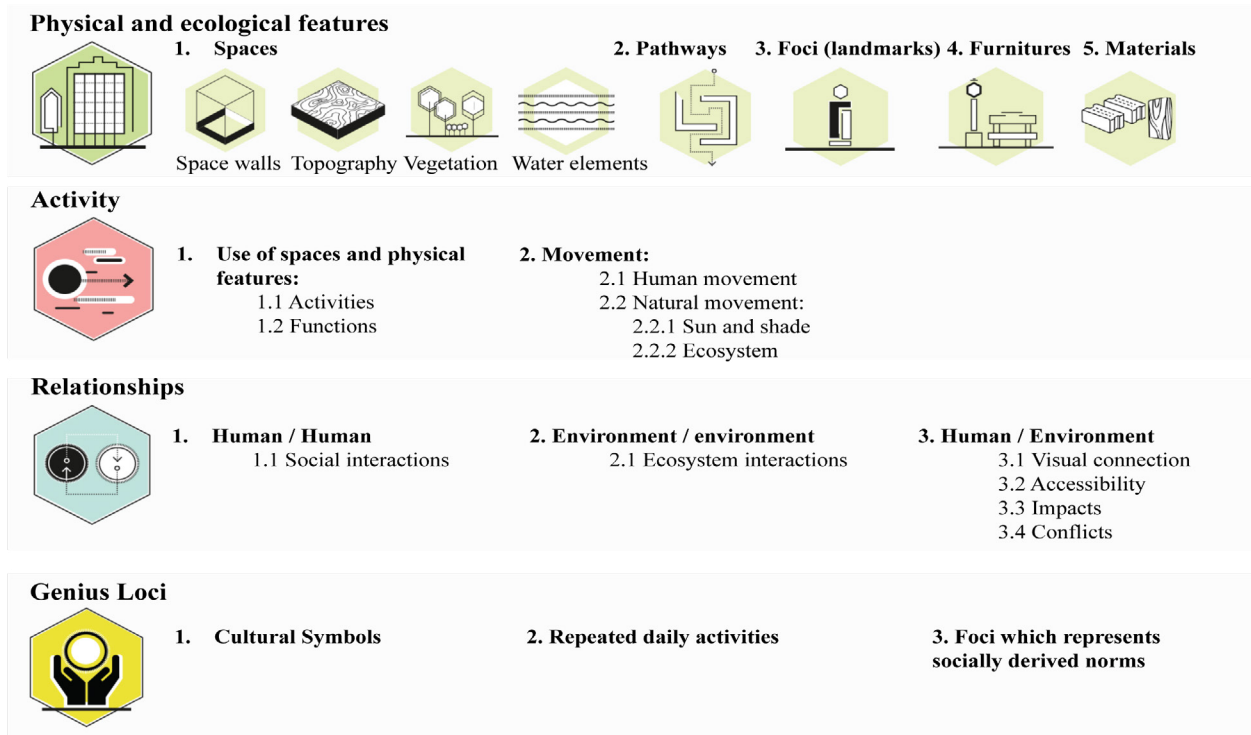 Physical and ecological features
1. Spaces
2. Pathways
3. Foci (landmarks)
4. Furnitures
5. Materials
Space walls
Topography
Vegetation
Water elements
Activity
1. Use of spaces and physical
features:
1.1 Activities
1.2 Functions
2. Movement:
2.1 Human movement
2.2 Natural movement:
2.2.1 Sun and shade
2.2.2 Ecosystem
Relationships
1. Human / Human
1.1 Social interactions
2. Environment / environment
2.1 Ecosystem interactions
3. Human / Environment
3.1 Visual connection
3.2 Accessibility
3.3 Impacts
3.4 Conflicts
Genius Loci
1. Cultural Symbols
2. Repeated daily activities
3. Foci which represents
socially derived norms